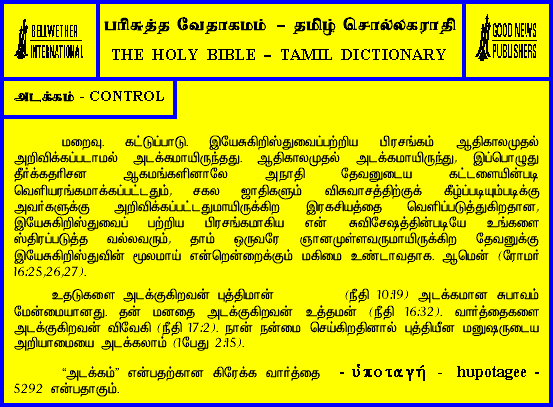 BELLWETHER
INTERNATIONAL
பரிசுத்த வேதாகமம் – தமிழ் சொல்லகராதி
THE HOLY BIBLE – TAMIL DICTIONARY
GOOD NEWS
PUBLISHERS
அடக்கம் - CONTROL
மறைவு. கட்டுப்பாடு. இயேசுகிறிஸ்துவைப்பற்றிய பிரசங்கம் ஆதிகாலமுதல்
அறிவிக்கப்படாமல் அடக்கமாயிருந்தது. ஆதிகாலமுதல் அடக்கமாயிருந்து, இப்பொழுது
தீர்க்கதரிசன ஆகமங்களினாலே அநாதி தேவனுடைய கட்டளையின்படி
வெளியரங்கமாக்கப்பட்டதும், சகல ஜாதிகளும் விசுவாசத்திற்குக் கீழ்ப்படியும்படிக்கு
அவர்களுக்கு அறிவிக்கப்பட்டதுமாயிருக்கிற இரகசியத்தை வெளிப்படுத்துகிறதான,
இயேசுகிறிஸ்துவைப் பற்றிய பிரசங்கமாகிய என் சுவிசேஷத்தின்படியே உங்களை
ஸ்திரப்படுத்த வல்லவரும், தாம் ஒருவரே ஞானமுள்ளவருமாயிருக்கிற தேவனுக்கு
இயேசுகிறிஸ்துவின் மூலமாய் என்றென்றைக்கும் மகிமை உண்டாவதாக. ஆமென் (ரோமர்
16:25,26,27).
உதடுகளை அடக்குகிறவன் புத்திமான் (நீதி 10:19) அடக்கமான சுபாவம்
மேன்மையானது. தன் மனதை அடக்குகிறவன் உத்தமன் (நீதி 16:32). வார்த்தைகளை
அடக்குகிறவன் விவேகி (நீதி 17:2). நான் நன்மை செய்கிறதினால் புத்தியீன மனுஷருடைய
அறியாமையை அடக்கலாம் (1பேது 2:15).
“அடக்கம்” என்பதற்கான கிரேக்க வார்த்தை - ὑποταγή - hupotagee -
5292 என்பதாகும்.